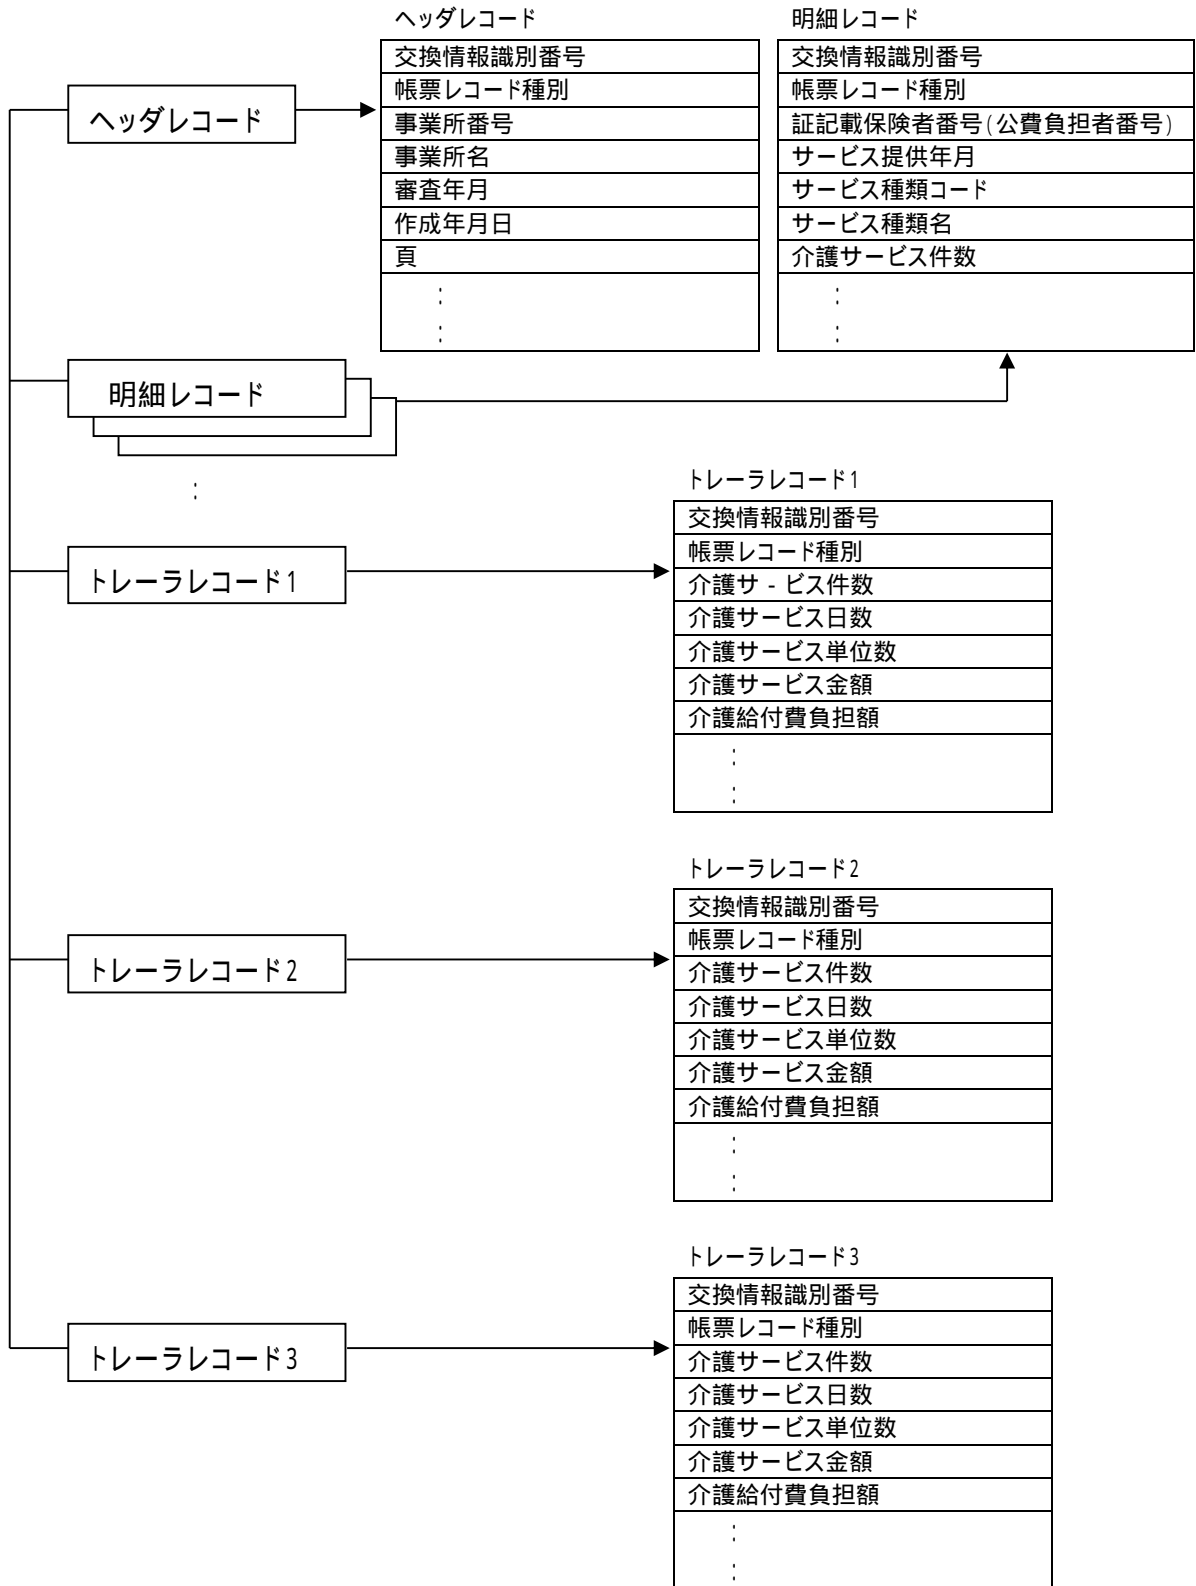 ヘッダレコード
交換情報識別番号
帳票レコード種別
事業所番号
事業所名
審査年月
作成年月日
頁
:
:
明細レコード
交換情報識別番号
帳票レコード種別
証記載保険者番号(公費負担者番号)
サービス提供年月
サービス種類コード
サービス種類名
介護サービス件数
:
:
ヘッダレコード
明細レコード
:
トレーラレコード1
トレーラレコード1
交換情報識別番号
帳票レコード種別
介護サ-ビス件数
介護サービス日数
介護サービス単位数
介護サービス金額
介護給付費負担額
:
:
トレーラレコード2
トレーラレコード2
交換情報識別番号
帳票レコード種別
介護サービス件数
介護サービス日数
介護サービス単位数
介護サービス金額
介護給付費負担額
:
:
トレーラレコード3
トレーラレコード3
交換情報識別番号
帳票レコード種別
介護サービス件数
介護サービス日数
介護サービス単位数
介護サービス金額
介護給付費負担額
:
: